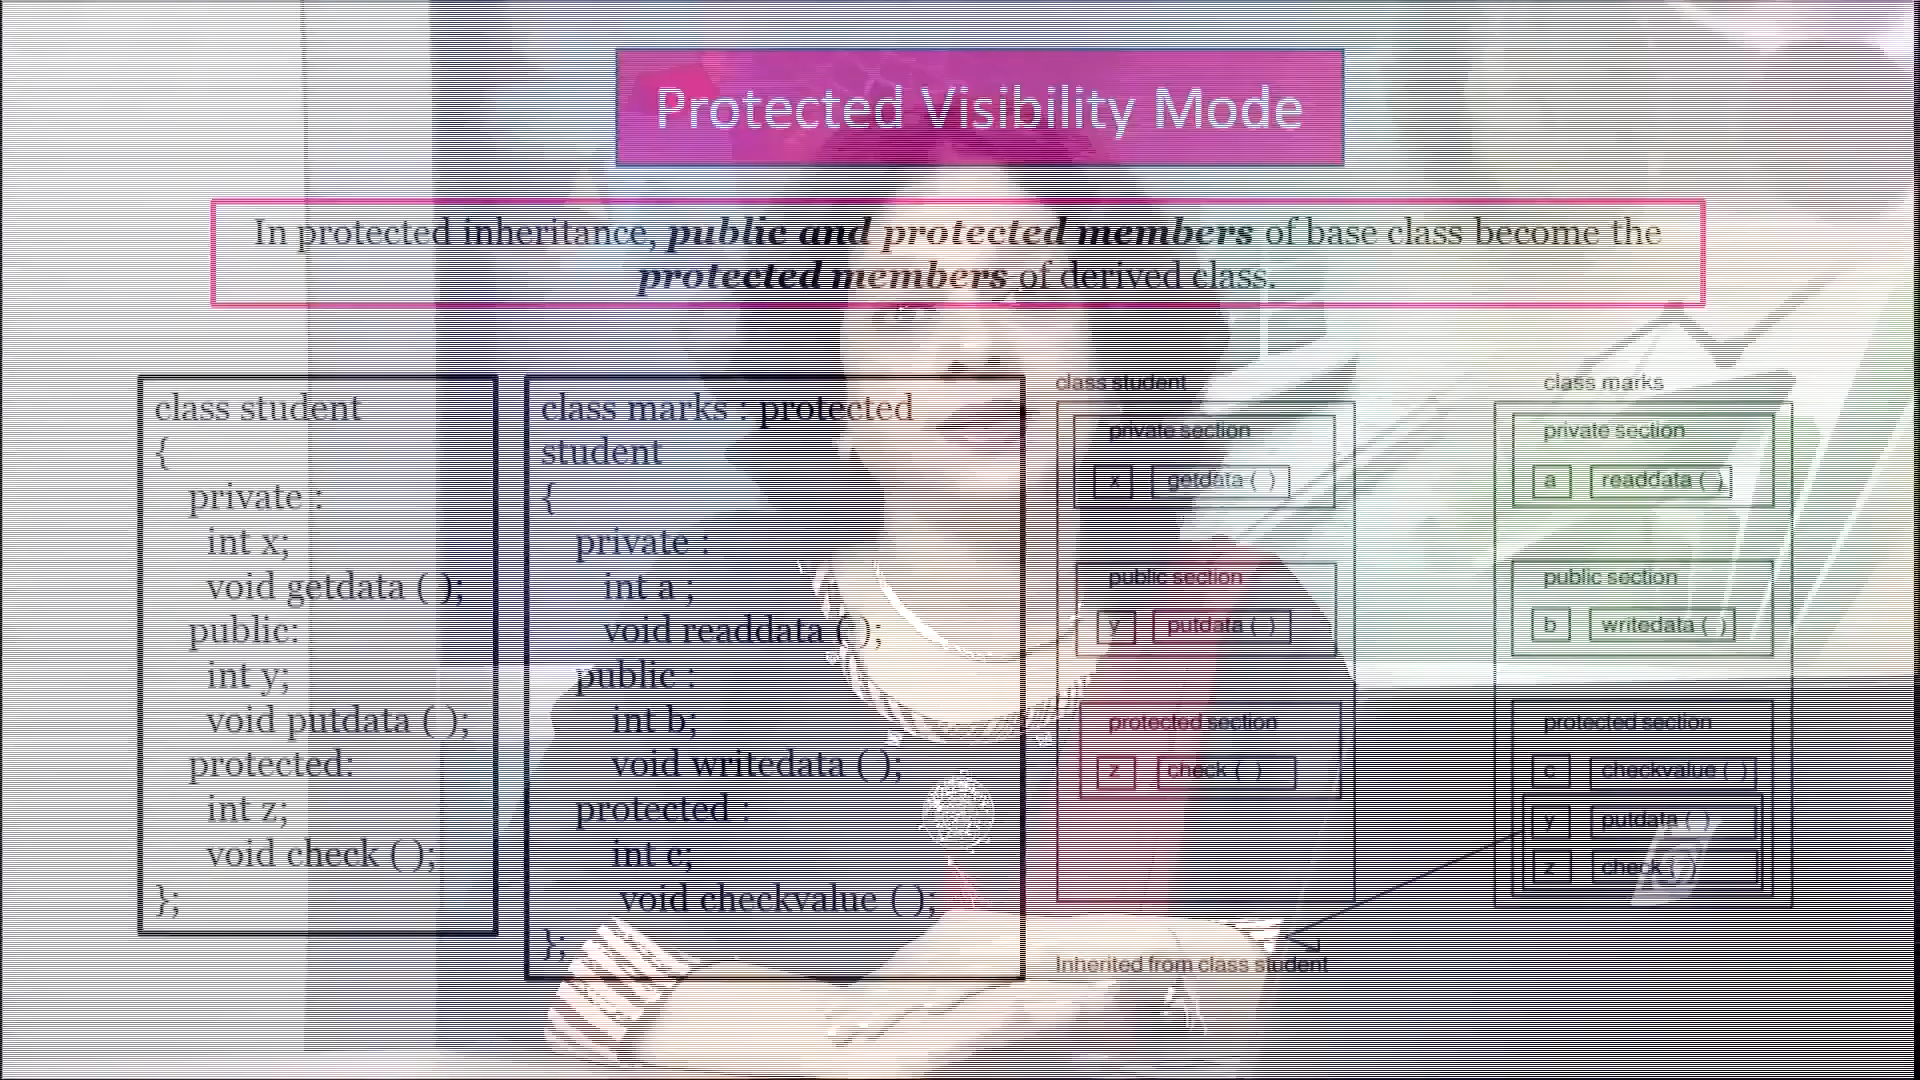 Protected Visibility Mode
In protected inheritance, public and protected members of base class become the
protected members of derived class.
class student
{
private :
int x;
void getdata ( );
public:
int y;
void putdata ( );
protected:
int z;
void check ( );
};
class marks : protected
student
{
private :
int a ;
void readdata ( );
public :
int b;
void writedata ( );
protected :
int c;
void checkvalue ( );
};
class student
private section
x getdata ( )
public section
y putdata ( )
protected section
z check ( )
class marks
private section
a readdata ( )
public section
b writedata ( )
protected section
c checkvalue ( )
y putdata ( )
z check ( )
Inherited from class student